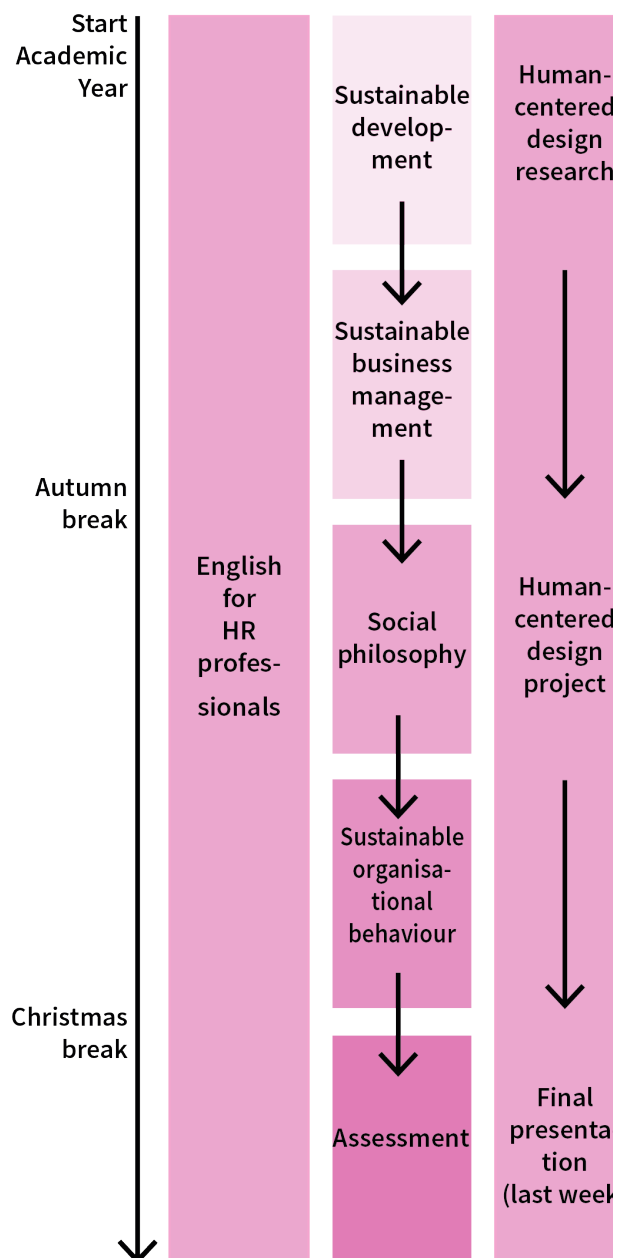 Start
Academic
Year
Autumn
break
Christmas
break
English
for
HR
profes-
sionals
Sustainable
develop-
ment
Sustainable
business
manage-
ment
Social
philosophy
Sustainable
organisa-
tional
behaviour
Assessment
Human-
centered
design
research
Human-
centered
design
project
Final
presenta
tion
(last week